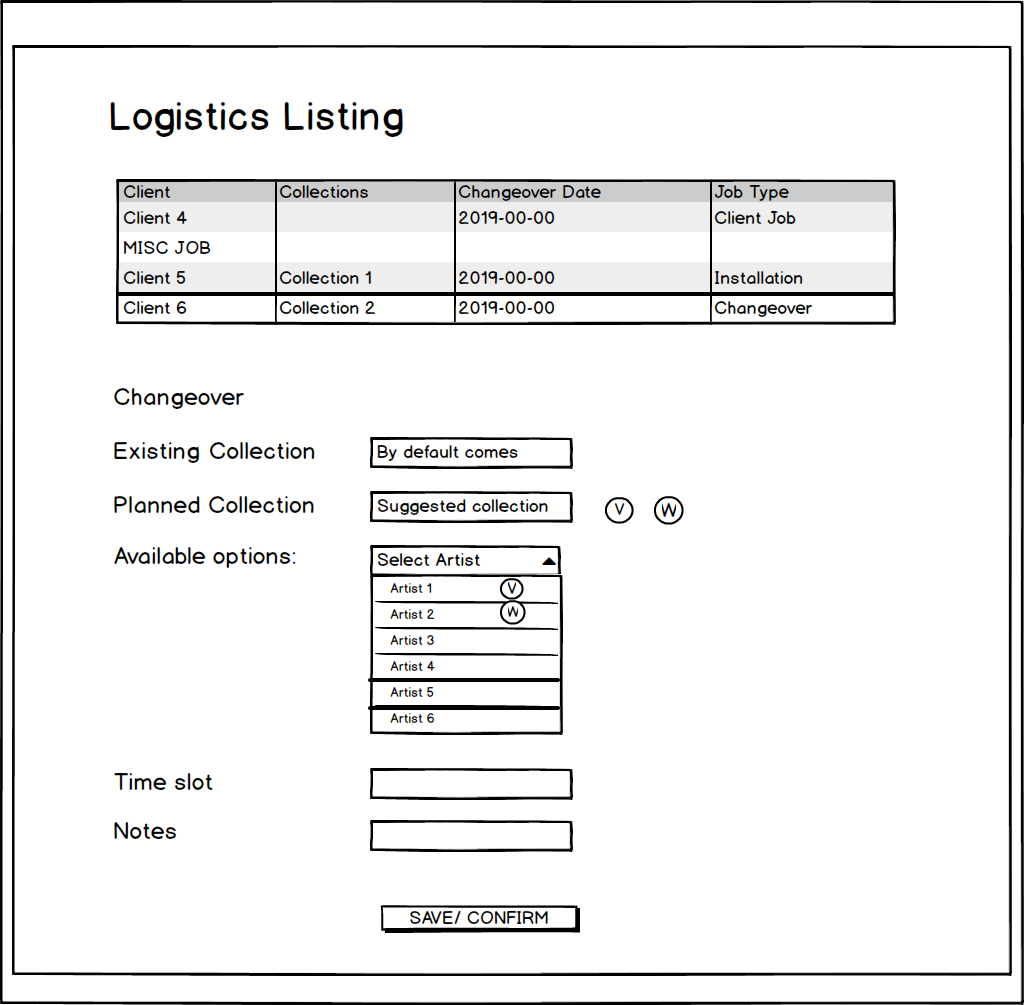 Logistics Listing
Client Collections Changeover Date Job Type
Client 4 2019-00-00 Client Job
MISC JOB
Client 5 Collection 1 2019-00-00 Installation
Client 6 Collection 2 2019-00-00 Changeover
Changeover
Existing Collection By default comes
Planned Collection Suggested collection V W
Available options: Select Artist
Artist 1 V
Artist 2 W
Artist 3
Artist 4
Artist 5
Artist 6
Time slot
Notes
SAVE/ CONFIRM